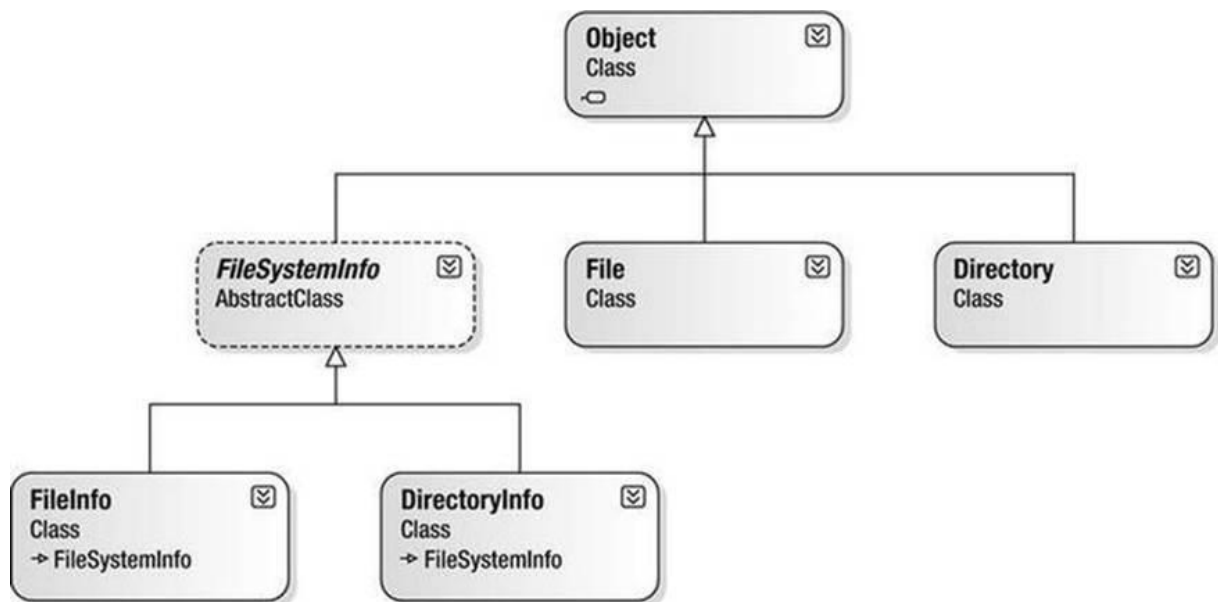 Object
Class
FileSystemInfo
AbstractClass
File
Class
Directory
Class
FileInfo
Class
FileSystemInfo
DirectoryInfo
Class
FileSystemInfo